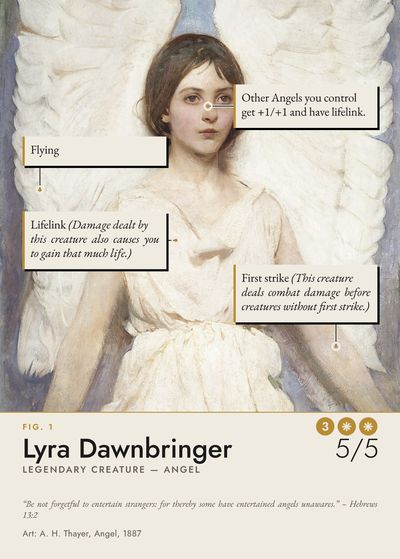 Other Angels you control
get +1/+1 and have lifelink.
Flying
Lifelink (Damage dealt by
this creature also causes you
to gain that much life.)
First strike (This creature
deals combat damage before
creatures without first strike.)
FIG. 1
3
Lyra Dawnbringer
5/5
LEGENDARY CREATURE — ANGEL
“Be not forgetful to entertain strangers: for thereby some have entertained angels unawares.” – Hebrews
13:2
Art: A. H. Thayer, Angel, 1887